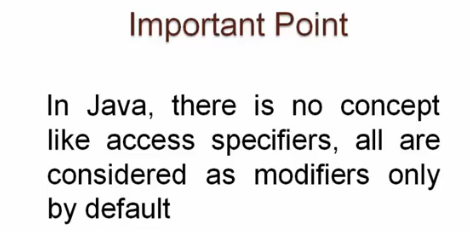 Important Point
In Java, there is no concept
like access specifiers, all are
considered as modifiers only
by default